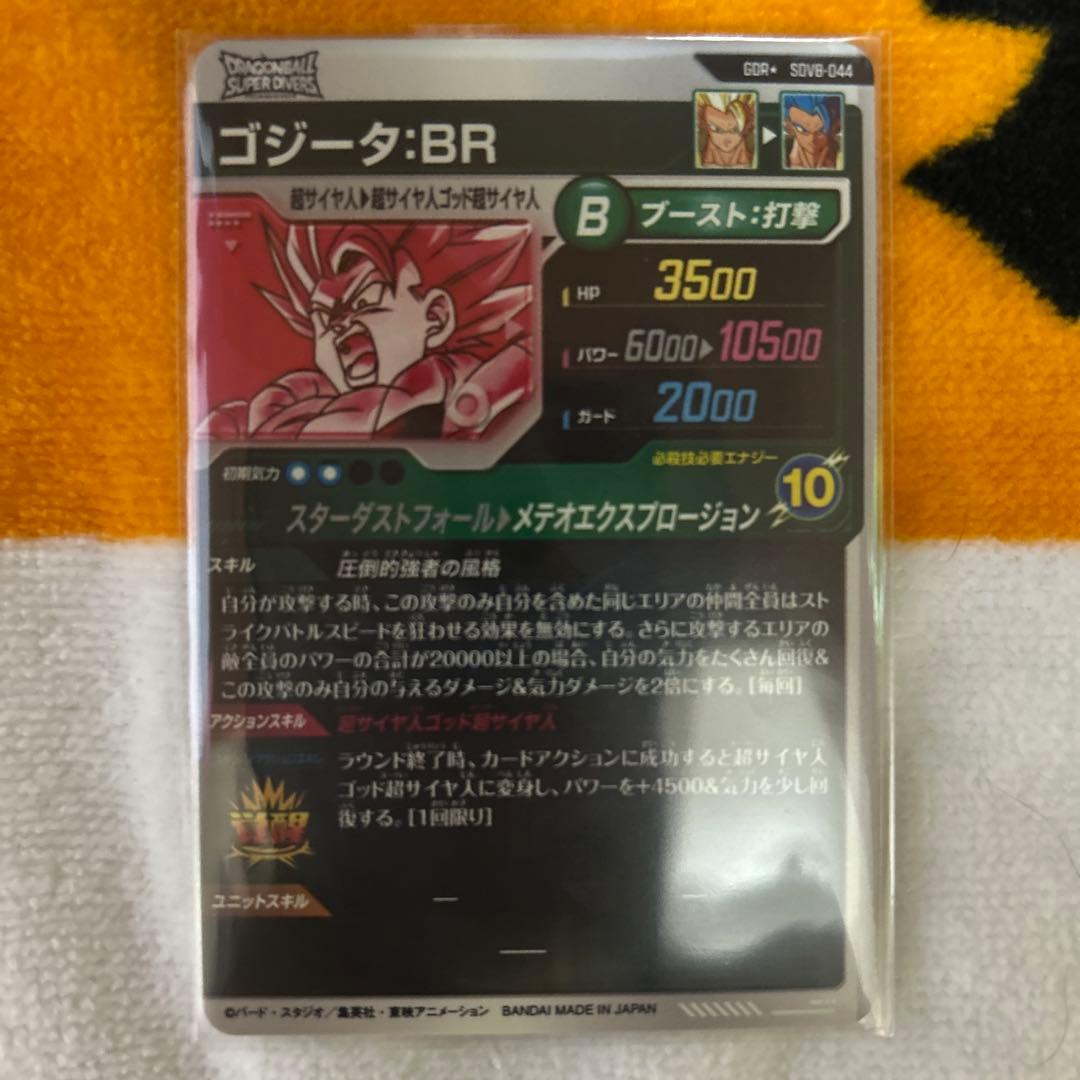 DRAGONBALL
SUPER DIVERS
GDR★ SDV8-044
ゴジータ:BR
超サイヤ人▶超サイヤ人ゴッド超サイヤ人
B ブースト:打撃
HP 3500
パワー 6000▶10500
ガード 2000
初期気力
必殺技必要エナジー
10
スターダストフォール▶メテオエクスプロージョン
スキル 圧倒的強者の風格
自分が攻撃する時、この攻撃のみ自分を含めた同じエリアの仲間全員はスト
ライクバトルスピードを狂わせる効果を無効にする。さらに攻撃するエリアの
敵全員のパワーの合計が20000以上の場合、自分の気力をたくさん回復&
この攻撃のみ自分の与えるダメージ&気力ダメージを2倍にする。[毎回]
アクションスキル 超サイヤ人ゴッド超サイヤ人
ラウンド終了時、カードアクションに成功すると超サイヤ人
ゴッド超サイヤ人に変身し、パワーを+4500&気力を少し回
復する。[1回限り]
覚醒
ユニットスキル —
—
©バード・スタジオ/集英社・東映アニメーション BANDAI MADE IN JAPAN